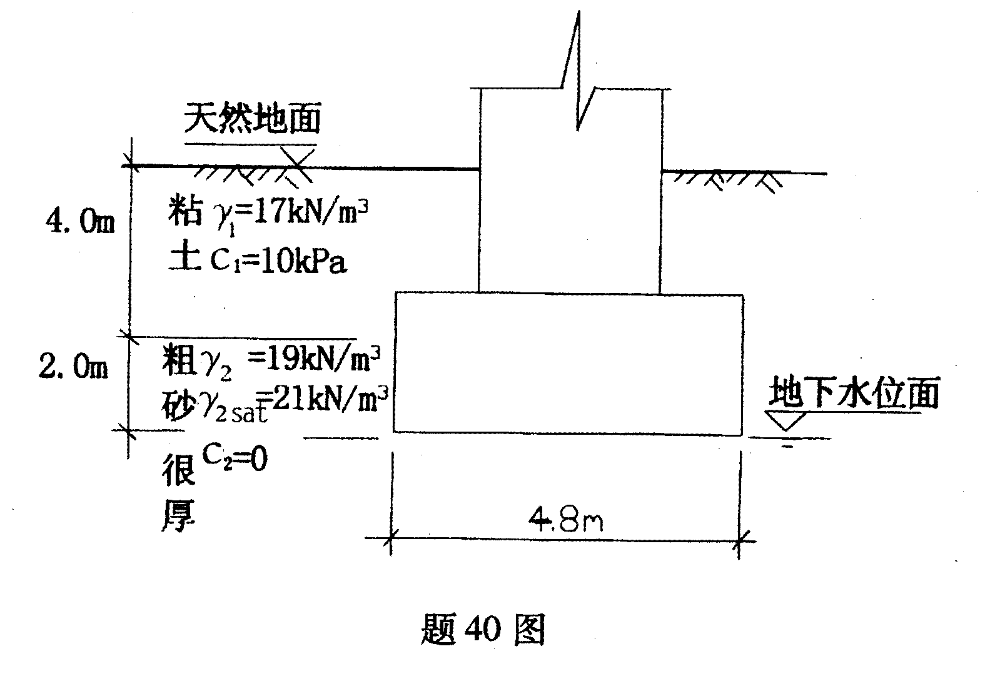 天然地面
4.0m
粘 γ₁=17kN/m³
土 C₁=10kPa
2.0m
粗 γ₂ =19kN/m³
砂 γ₂sat=21kN/m³
地下水位面
很 C₂=0
厚
4.8m
题 40 图